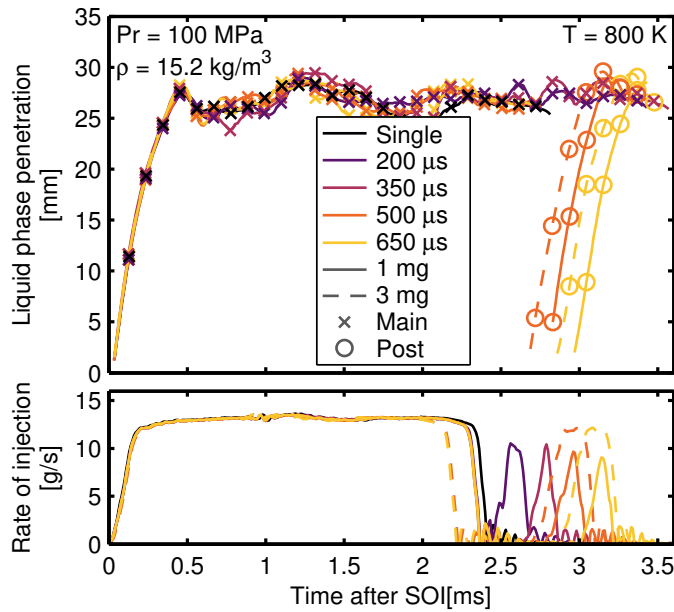 Pr = 100 MPa
T = 800 K
ρ = 15.2 kg/m³
Liquid phase penetration
[mm]
35
30
25
20
15
10
5
0
Single
200 μs
350 μs
500 μs
650 μs
1 mg
3 mg
Main
Post
Rate of injection
[g/s]
15
10
5
0
0 0.5 1 1.5 2 2.5 3 3.5
Time after SOI[ms]